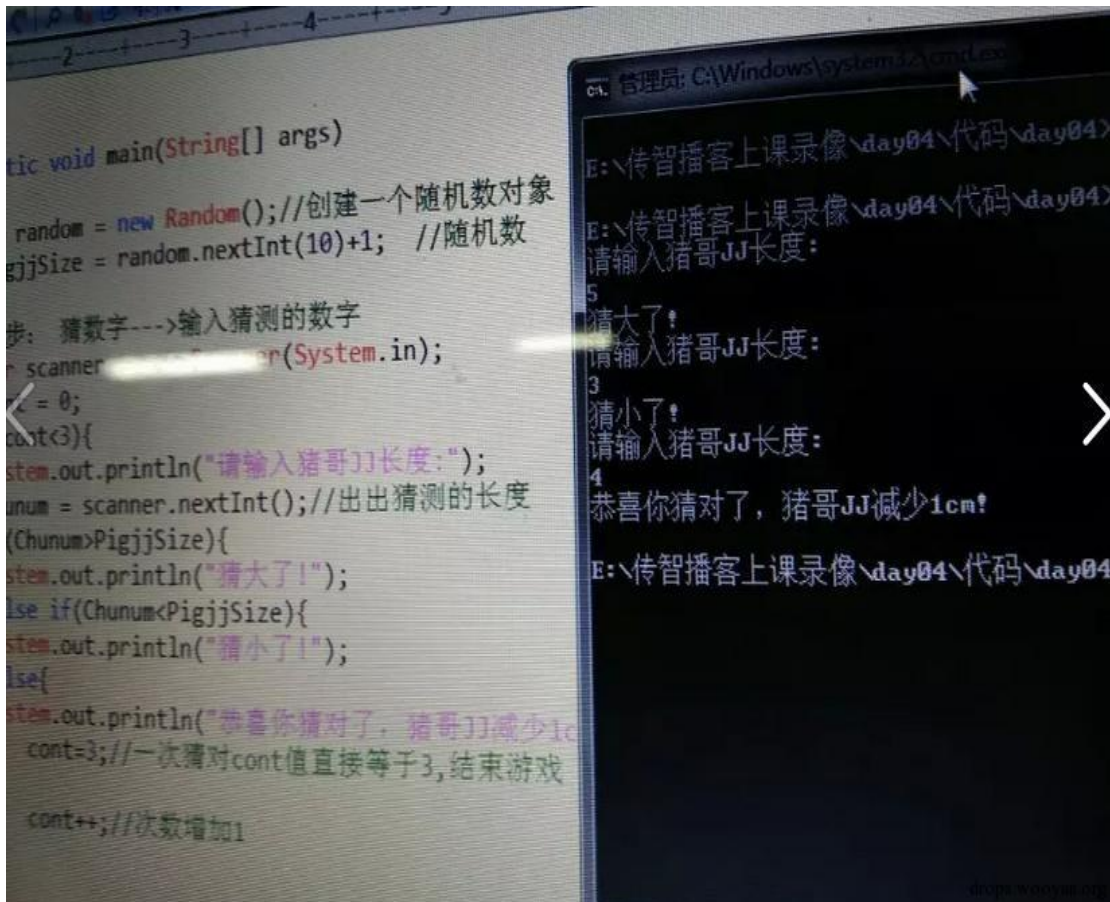 2----+----3----+----4----+----5
tic void main(String[] args)
random = new Random();//创建一个随机数对象
gjjSize = random.nextInt(10)+1; //随机数
步: 猜数字--->输入猜测的数字
scanner (System.in);
= 0;
cont<3){
stem.out.println("请输入猪哥JJ长度:");
unum = scanner.nextInt();//出出猜测的长度
(Chunum>PigjjSize){
stem.out.println("猜大了!");
lse if(Chunum<PigjjSize){
stem.out.println("猜小了!");
lse{
stem.out.println("恭喜你猜对了, 猪哥JJ减少1c
cont=3;//一次猜对cont值直接等于3,结束游戏
cont++;//次数增加1
管理员: C:\Windows\system32\cmd.exe
E:\传智播客上课录像\day04\代码\day04>
E:\传智播客上课录像\day04\代码\day04>
请输入猪哥JJ长度:
5
猜大了!
请输入猪哥JJ长度:
3
猜小了!
请输入猪哥JJ长度:
4
恭喜你猜对了, 猪哥JJ减少1cm!
E:\传智播客上课录像\day04\代码\day04
drops.wooyun.org